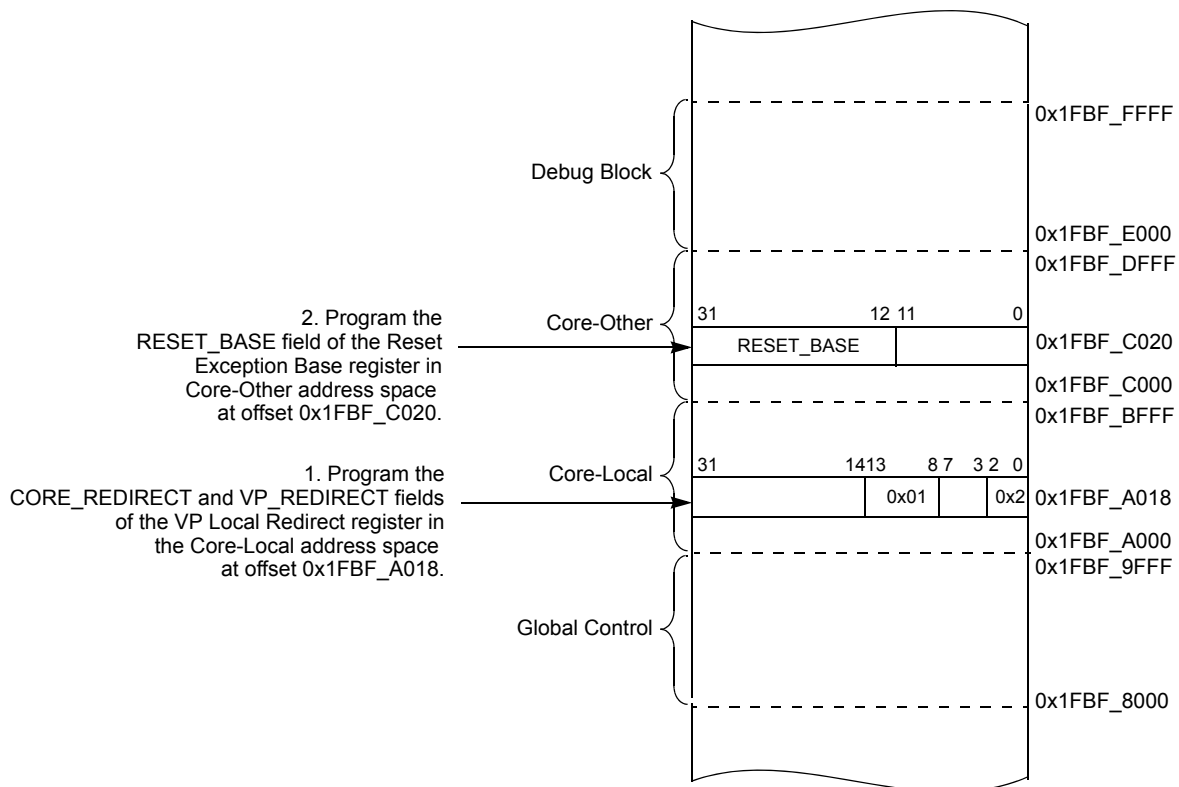 0x1FBF_FFFF
Debug Block
0x1FBF_E000
0x1FBF_DFFF
2. Program the
RESET_BASE field of the Reset
Exception Base register in
Core-Other address space
at offset 0x1FBF_C020.
Core-Other
31 12 11 0
RESET_BASE
0x1FBF_C020
0x1FBF_C000
0x1FBF_BFFF
1. Program the
CORE_REDIRECT and VP_REDIRECT fields
of the VP Local Redirect register in
the Core-Local address space
at offset 0x1FBF_A018.
Core-Local
31 1413 8 7 3 2 0
0x01 0x2
0x1FBF_A018
0x1FBF_A000
0x1FBF_9FFF
Global Control
0x1FBF_8000